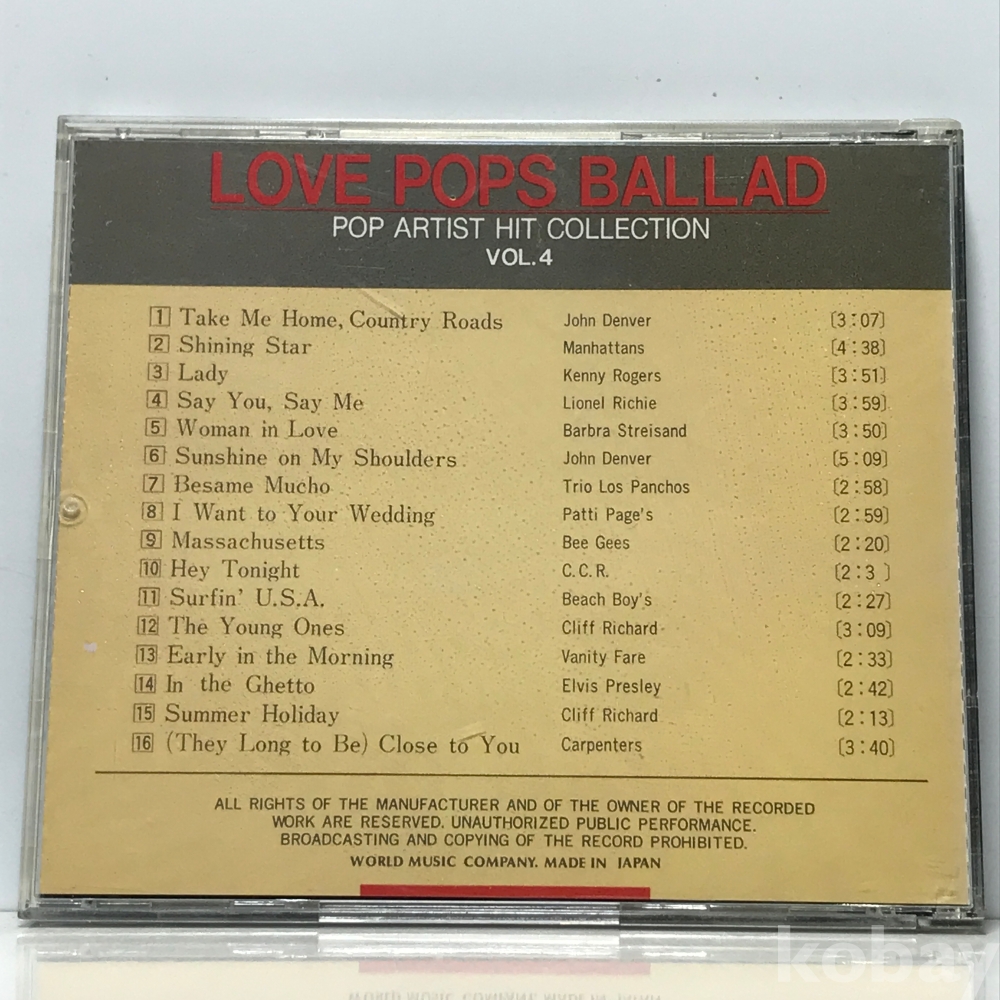 LOVE POPS BALLAD
POP ARTIST HIT COLLECTION
VOL.4
1 Take Me Home, Country Roads John Denver (3:07)
2 Shining Star Manhattans (4:38)
3 Lady Kenny Rogers (3:51)
4 Say You, Say Me Lionel Richie (3:59)
5 Woman in Love Barbra Streisand (3:50)
6 Sunshine on My Shoulders John Denver (5:09)
7 Besame Mucho Trio Los Panchos (2:58)
8 I Want to Your Wedding Patti Page's (2:59)
9 Massachusetts Bee Gees (2:20)
10 Hey Tonight C.C.R. (2:3 )
11 Surfin' U.S.A. Beach Boy's (2:27)
12 The Young Ones Cliff Richard (3:09)
13 Early in the Morning Vanity Fare (2:33)
14 In the Ghetto Elvis Presley (2:42)
15 Summer Holiday Cliff Richard (2:13)
16 (They Long to Be) Close to You Carpenters (3:40)
ALL RIGHTS OF THE MANUFACTURER AND OF THE OWNER OF THE RECORDED
WORK ARE RESERVED. UNAUTHORIZED PUBLIC PERFORMANCE.
BROADCASTING AND COPYING OF THE RECORD PROHIBITED.
WORLD MUSIC COMPANY. MADE IN JAPAN
kobay